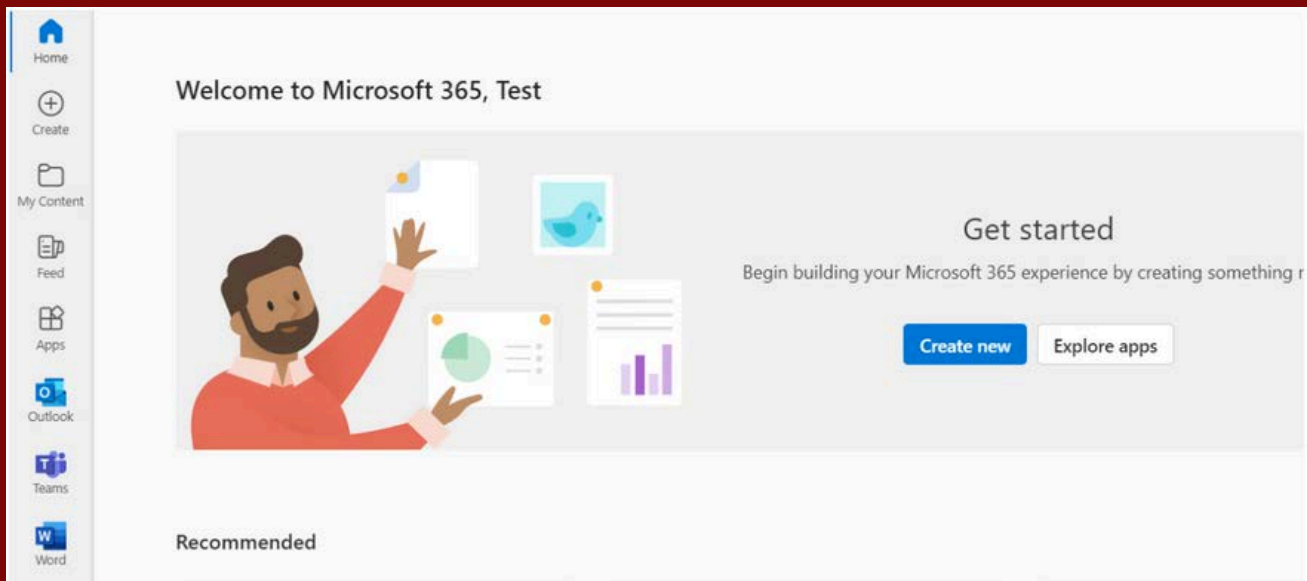 Home
Create
My Content
Feed
Apps
Outlook
Teams
Word
Welcome to Microsoft 365, Test
Get started
Begin building your Microsoft 365 experience by creating something
Create new
Explore apps
Recommended